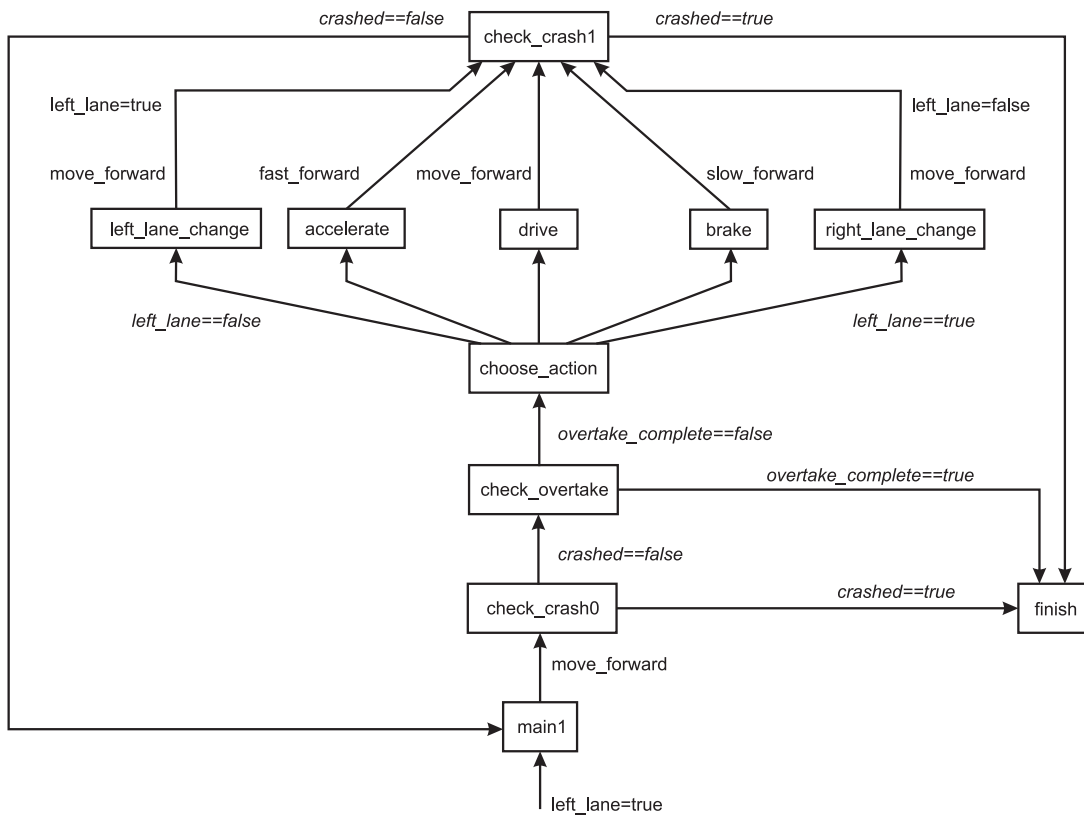 crashed==false
crashed==true
check_crash1
left_lane=true
left_lane=false
move_forward
fast_forward
move_forward
slow_forward
move_forward
left_lane_change
accelerate
drive
brake
right_lane_change
left_lane==false
left_lane==true
choose_action
overtake_complete==false
check_overtake
overtake_complete==true
crashed==false
check_crash0
crashed==true
finish
move_forward
main1
left_lane=true